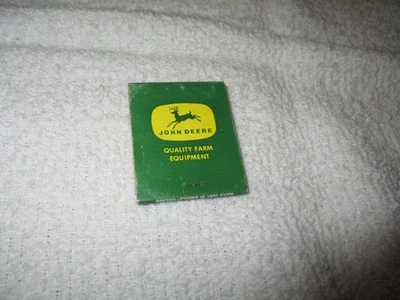 JOHN DEERE
QUALITY FARM
EQUIPMENT